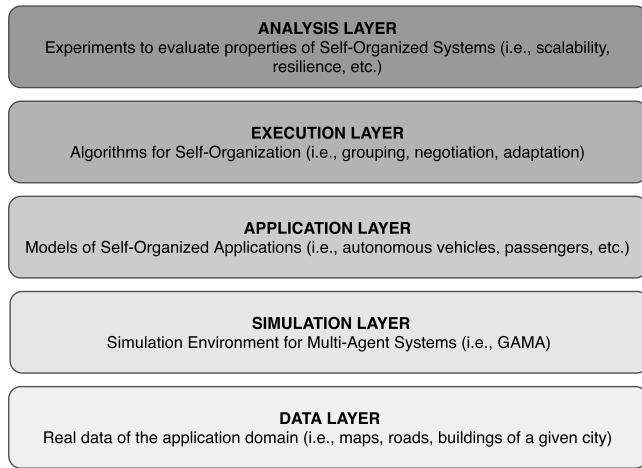 ANALYSIS LAYER
Experiments to evaluate properties of Self-Organized Systems (i.e., scalability,
resilience, etc.)
EXECUTION LAYER
Algorithms for Self-Organization (i.e., grouping, negotiation, adaptation)
APPLICATION LAYER
Models of Self-Organized Applications (i.e., autonomous vehicles, passengers, etc.)
SIMULATION LAYER
Simulation Environment for Multi-Agent Systems (i.e., GAMA)
DATA LAYER
Real data of the application domain (i.e., maps, roads, buildings of a given city)